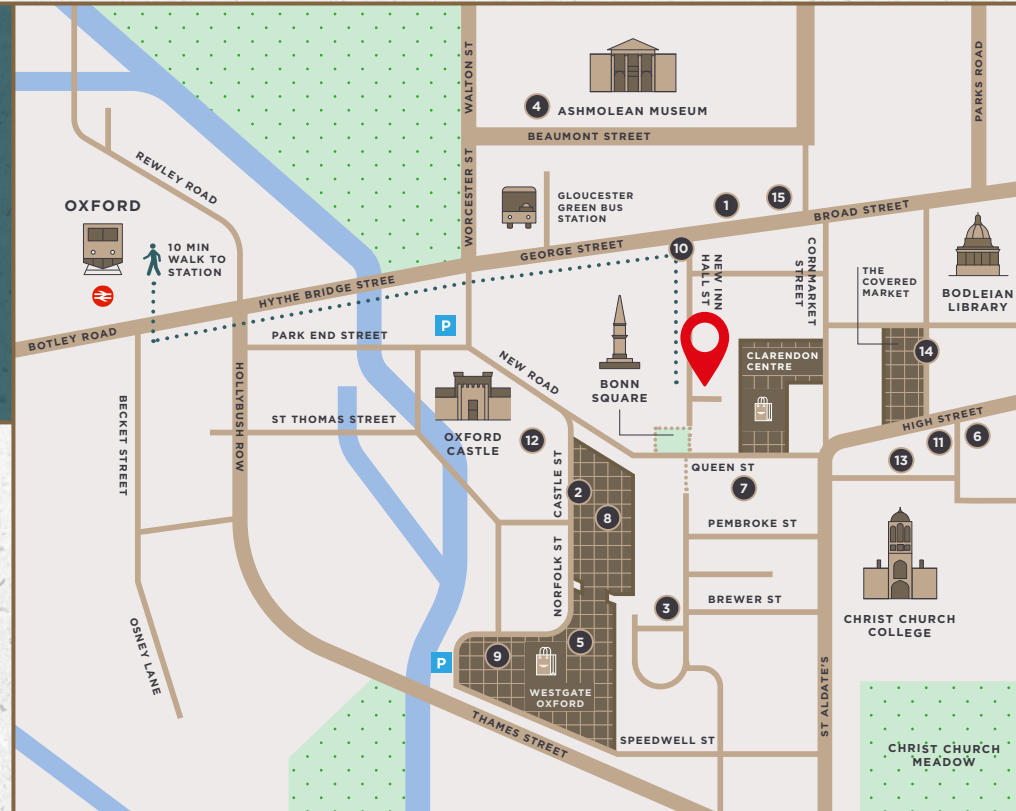 WALTON ST
PARKS ROAD
4
ASHMOLEAN MUSEUM
BEAUMONT STREET
REWLEY ROAD
WORCESTER ST
OXFORD
GLOUCESTER
GREEN BUS
STATION
1
15
BROAD STREET
10 MIN
WALK TO
STATION
GEORGE STREET
10
NEW INN
HALL ST
CORNMARKET
STREET
THE
COVERED
MARKET
BODLEIAN
LIBRARY
HYTHE BRIDGE STREE
BOTLEY ROAD
PARK END STREET
P
NEW ROAD
CLARENDON
CENTRE
14
BONN
SQUARE
HOLLYBUSH ROW
BECKET STREET
ST THOMAS STREET
OXFORD
CASTLE
12
HIGH STREET
11
6
13
CASTLE ST
QUEEN ST
7
2
8
PEMBROKE ST
NORFOLK ST
BREWER ST
3
CHRIST CHURCH
COLLEGE
OSNEY LANE
5
9
P
WESTGATE
OXFORD
ST ALDATE'S
THAMES STREET
SPEEDWELL ST
CHRIST CHURCH
MEADOW